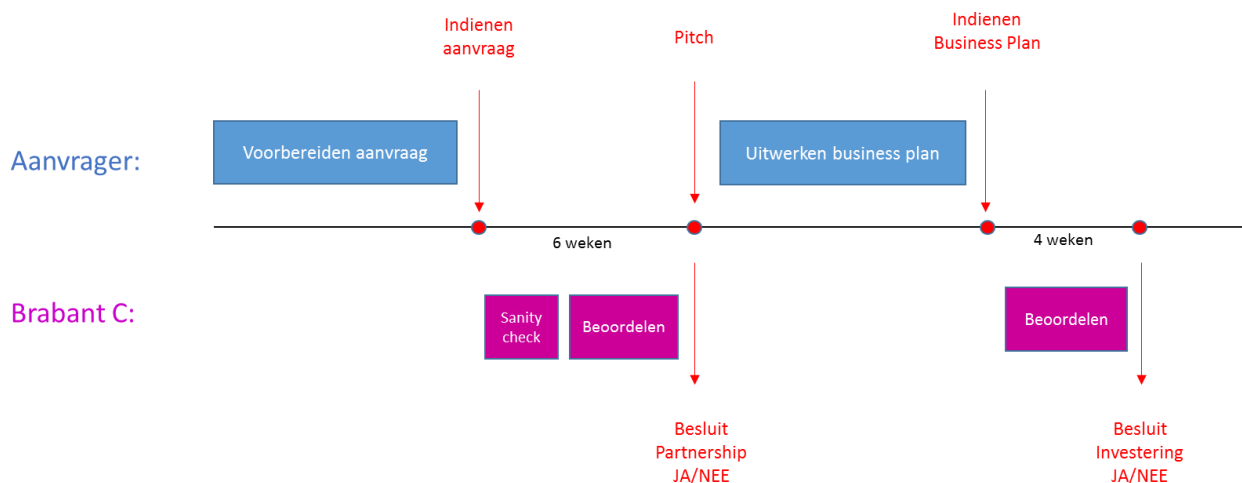 Indienen
aanvraag
Pitch
Indienen
Business Plan
Aanvrager:
Voorbereiden aanvraag
Uitwerken business plan
6 weken
4 weken
Brabant C:
Sanity
check
Beoordelen
Beoordelen
Besluit
Partnership
JA/NEE
Besluit
Investering
JA/NEE